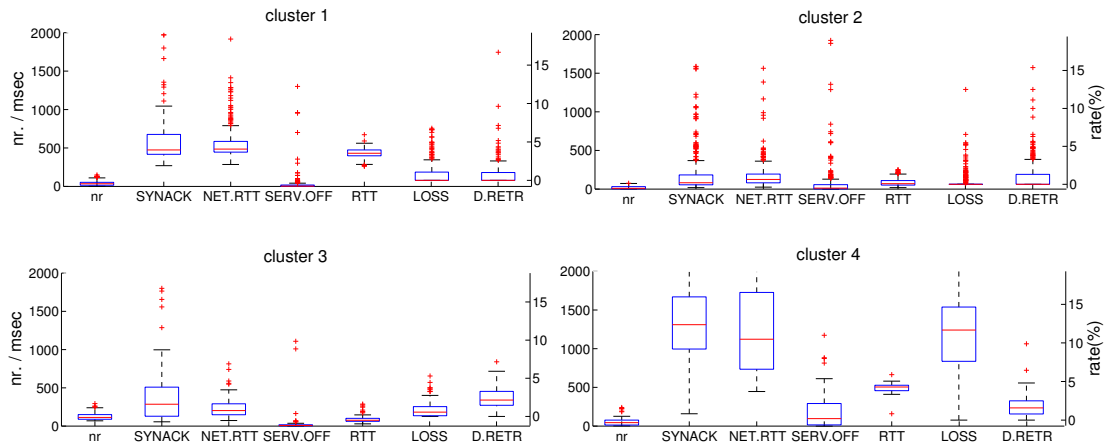 cluster 1
cluster 2
2000
1500
1000
500
0
nr. / msec
15
10
5
0
nr
SYNACK
NET.RTT
SERV.OFF
RTT
LOSS
D.RETR
2000
1500
1000
500
0
15
10
5
0
rate(%)
nr
SYNACK
NET.RTT
SERV.OFF
RTT
LOSS
D.RETR
cluster 3
cluster 4
2000
1500
1000
500
0
nr. / msec
15
10
5
0
nr
SYNACK
NET.RTT
SERV.OFF
RTT
LOSS
D.RETR
2000
1500
1000
500
0
15
10
5
0
rate(%)
nr
SYNACK
NET.RTT
SERV.OFF
RTT
LOSS
D.RETR